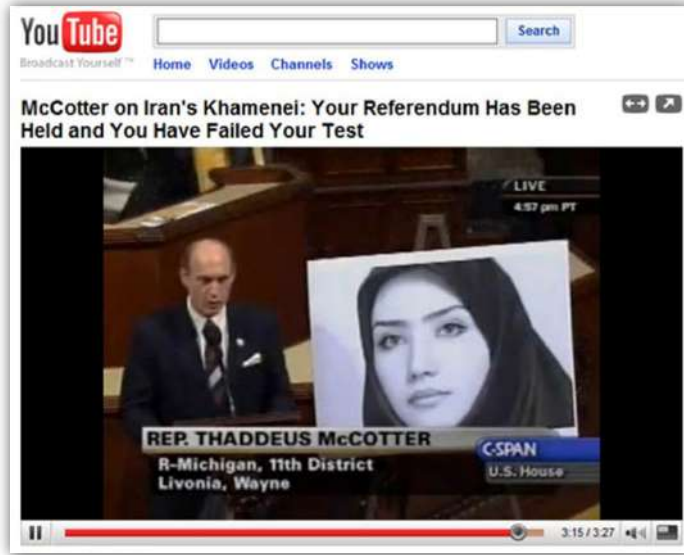 You Tube
Search
Broadcast Yourself ™
Home Videos Channels Shows
McCotter on Iran's Khamenei: Your Referendum Has Been
Held and You Have Failed Your Test
LIVE
4:57 pm PT
REP. THADDEUS McCOTTER
R-Michigan, 11th District
Livonia, Wayne
C-SPAN
U.S. House
3:15 / 3:27